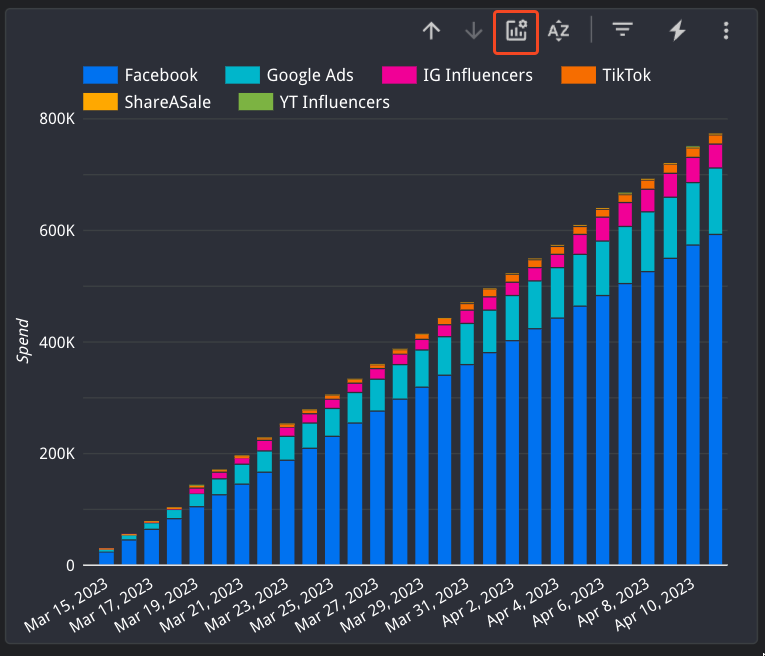 AZ
Facebook Google Ads IG Influencers TikTok
ShareASale YT Influencers
800K
600K
400K
200K
0
Spend
Mar 15, 2023 Mar 17, 2023 Mar 19, 2023 Mar 21, 2023 Mar 23, 2023 Mar 25, 2023 Mar 27, 2023 Mar 29, 2023 Mar 31, 2023 Apr 2, 2023 Apr 4, 2023 Apr 6, 2023 Apr 8, 2023 Apr 10, 2023